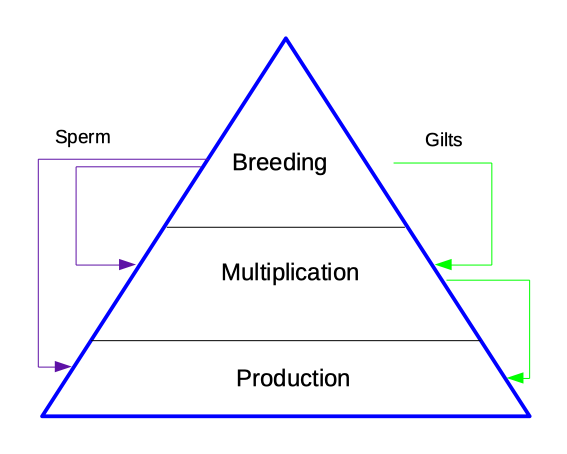 Sperm
Gilts
Breeding
Multiplication
Production